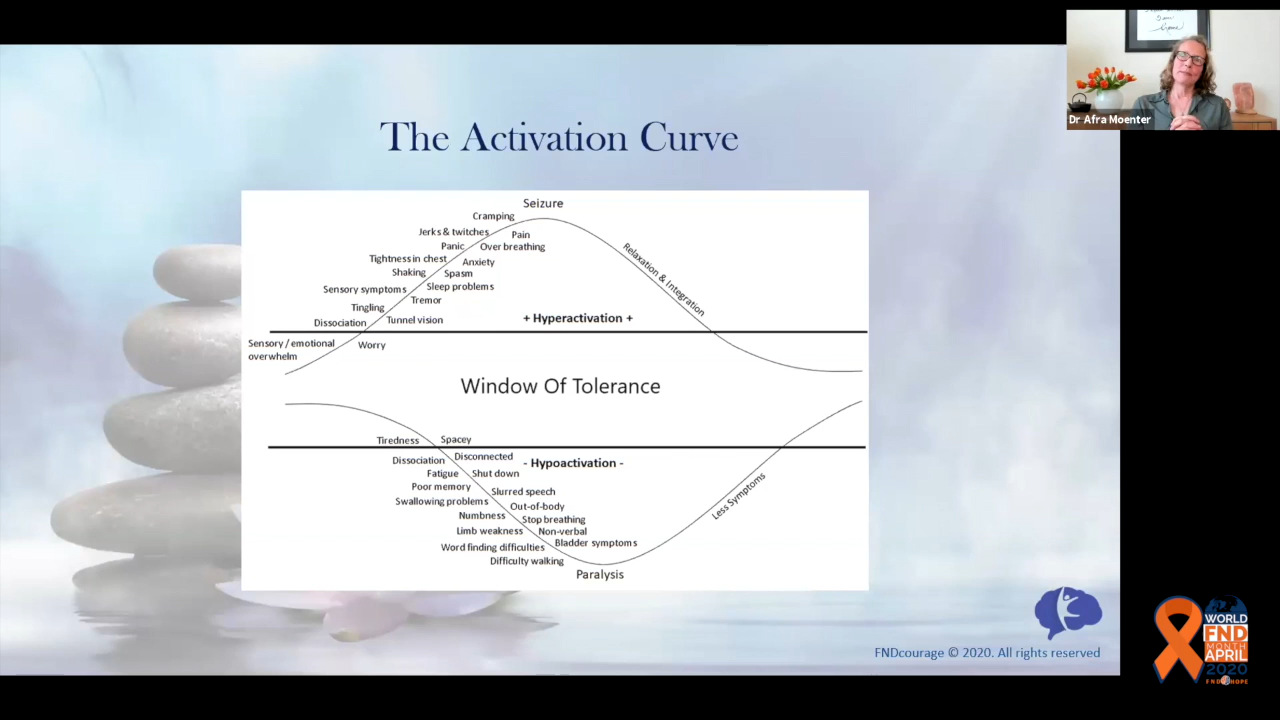 Dr Afra Moenter
The Activation Curve
Seizure
Cramping
Jerks & twitches
Pain
Panic
Over breathing
Tightness in chest
Anxiety
Shaking
Spasm
Sensory symptoms
Sleep problems
Tremor
Tingling
Dissociation
Tunnel vision
Relaxation & Integration
+ Hyperactivation +
Sensory / emotional
overwhelm
Worry
Window Of Tolerance
Tiredness
Spacey
Dissociation
Disconnected
- Hypoactivation -
Fatigue
Shut down
Poor memory
Slurred speech
Swallowing problems
Out-of-body
Numbness
Stop breathing
Limb weakness
Non-verbal
Word finding difficulties
Bladder symptoms
Difficulty walking
Less Symptoms
Paralysis
FNDcourage © 2020. All rights reserved
WORLD
FND
MONTH
APRIL
2020
FND HOPE